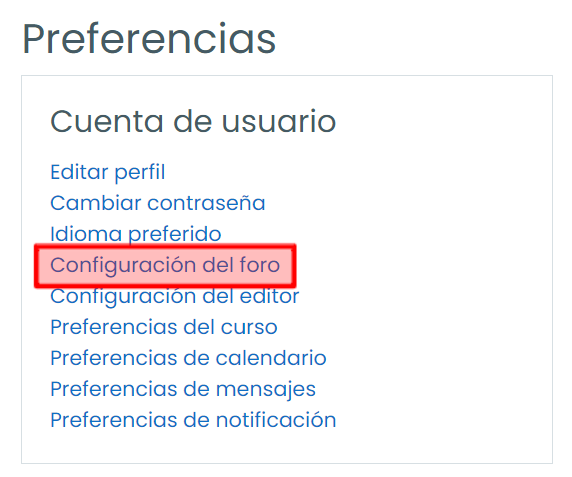 Preferencias
Cuenta de usuario
Editar perfil
Cambiar contraseña
Idioma preferido
Configuración del foro
Configuración del editor
Preferencias del curso
Preferencias de calendario
Preferencias de mensajes
Preferencias de notificación